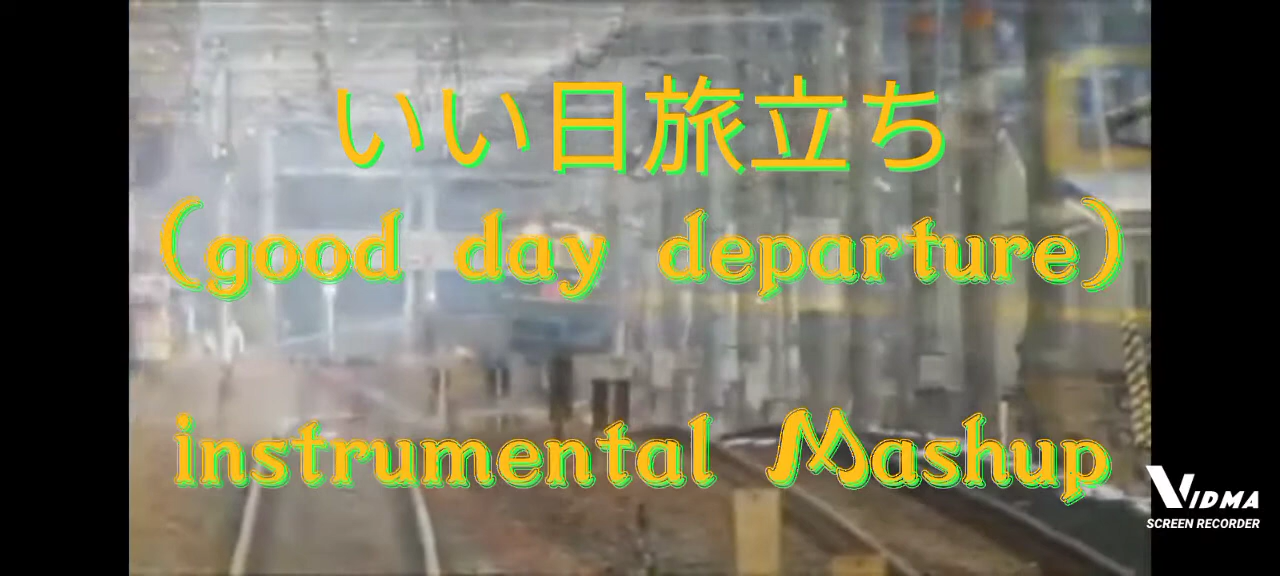 いい日旅立ち
(good day departure)
instrumental Mashup
VIDMA
SCREEN RECORDER